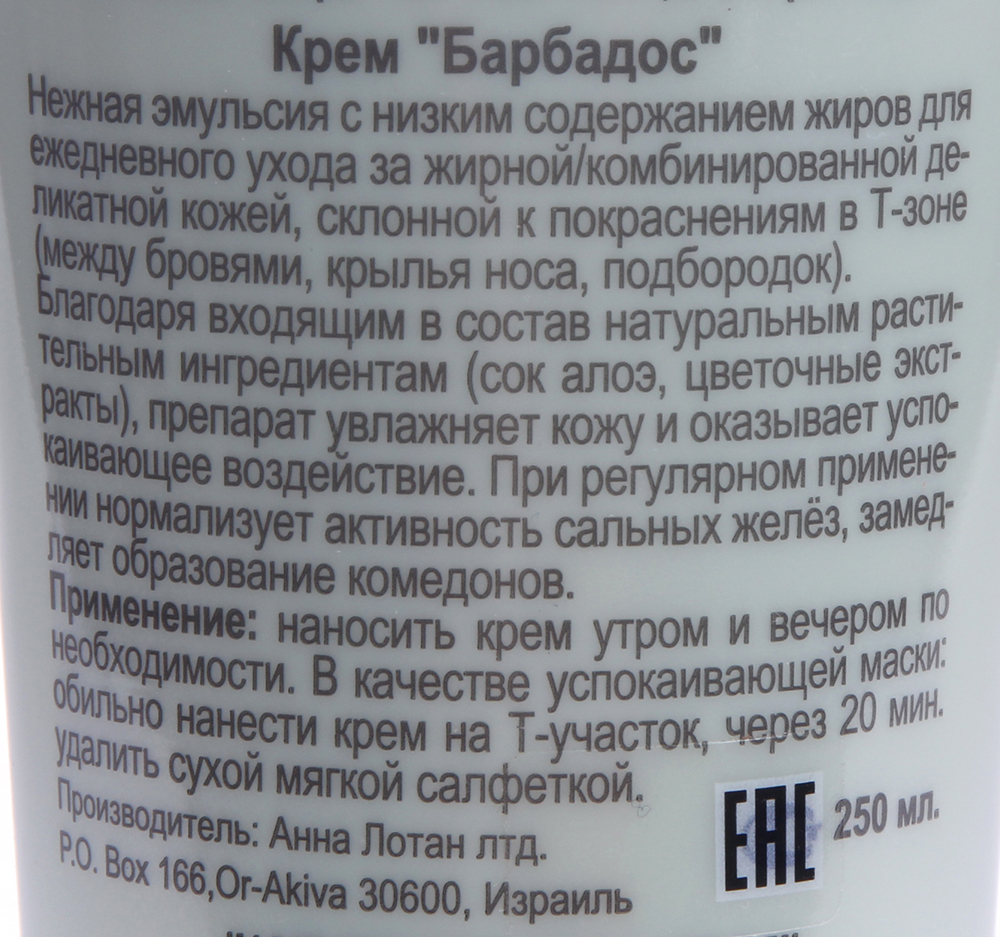 Крем "Барбадос"
Нежная эмульсия с низким содержанием жиров для
ежедневного ухода за жирной/комбинированной де-
ликатной кожей, склонной к покраснениям в Т-зоне
(между бровями, крылья носа, подбородок).
Благодаря входящим в состав натуральным расти-
тельным ингредиентам (сок алоэ, цветочные экст-
ракты), препарат увлажняет кожу и оказывает успо-
каивающее воздействие. При регулярном примене-
нии нормализует активность сальных желёз, замед-
ляет образование комедонов.
Применение: наносить крем утром и вечером по
необходимости. В качестве успокаивающей маски:
обильно нанести крем на Т-участок, через 20 мин.
удалить сухой мягкой салфеткой.
Производитель: Анна Лотан лтд.
P.O. Box 166,Or-Akiva 30600, Израиль
EAC 250 мл.